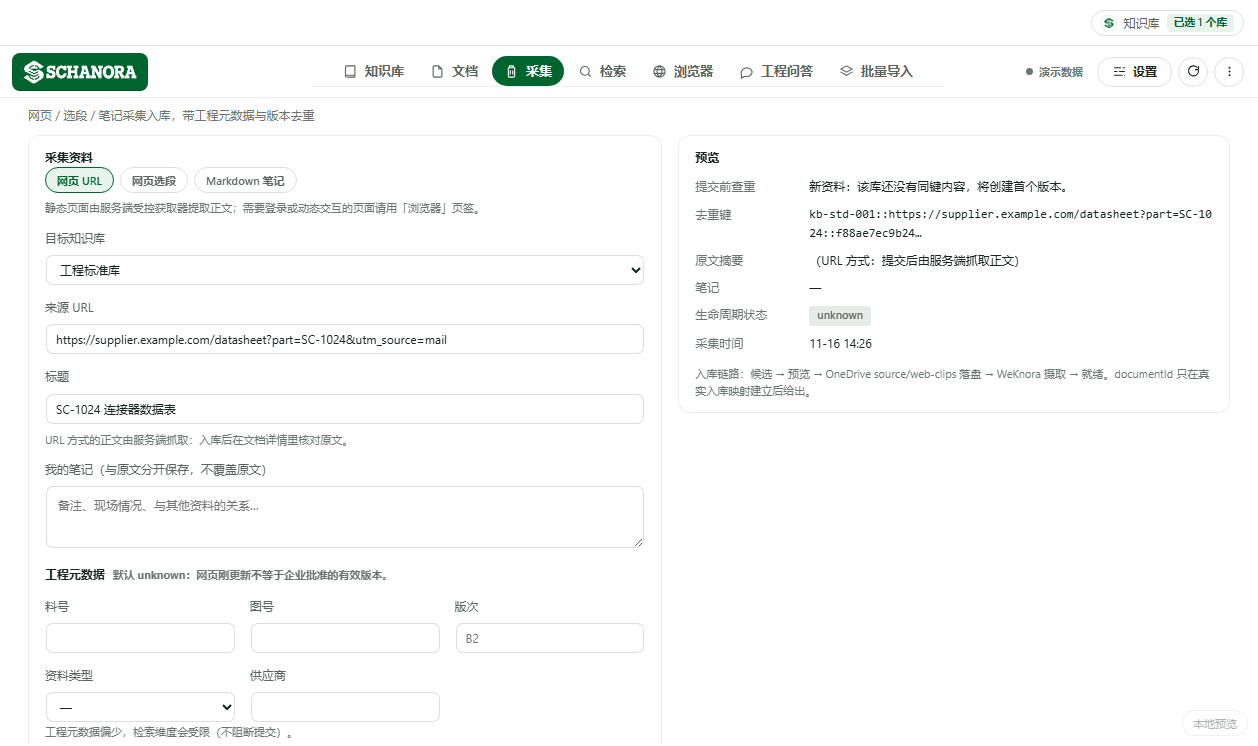 知识库 已选 1 个库
SCHANORA
知识库 文档 采集 检索 浏览器 工程问答 批量导入 演示数据 设置
网页 / 选段 / 笔记采集入库，带工程元数据与版本去重
采集资料
网页 URL 网页选段 Markdown 笔记
静态页面由服务端受控获取器提取正文；需要登录或动态交互的页面请用「浏览器」页签。
目标知识库
工程标准库
来源 URL
https://supplier.example.com/datasheet?part=SC-1024&utm_source=mail
标题
SC-1024 连接器数据表
URL 方式的正文由服务端抓取：入库后在文档详情里核对原文。
我的笔记（与原文分开保存，不覆盖原文）
备注、现场情况、与其他资料的关系...
工程元数据 默认 unknown：网页刚更新不等于企业批准的有效版本。
料号 图号 版次
B2
资料类型 供应商
—
工程元数据偏少，检索维度会受限（不阻断提交）。
预览
提交前查重 新资料：该库还没有同键内容，将创建首个版本。
去重键 kb-std-001::https://supplier.example.com/datasheet?part=SC-10
24::f88ae7ec9b24…
原文摘要 （URL 方式：提交后由服务端抓取正文）
笔记 —
生命周期状态 unknown
采集时间 11-16 14:26
入库链路：候选 → 预览 → OneDrive source/web-clips 落盘 → WeKnora 摄取 → 就绪。documentId 只在真
实入库映射建立后给出。
本地预览